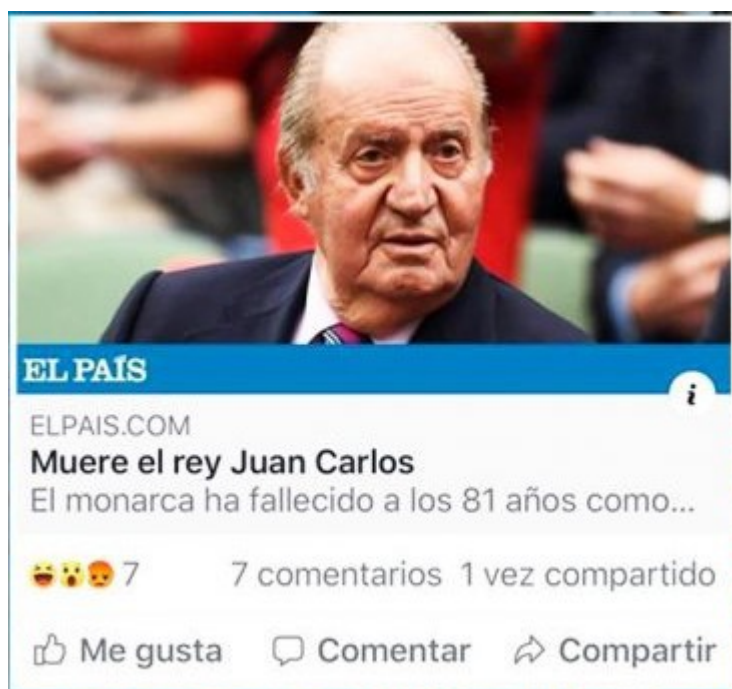 EL PAÍS
i
ELPAIS.COM
Muere el rey Juan Carlos
El monarca ha fallecido a los 81 años como...
7 7 comentarios 1 vez compartido
Me gusta Comentar Compartir